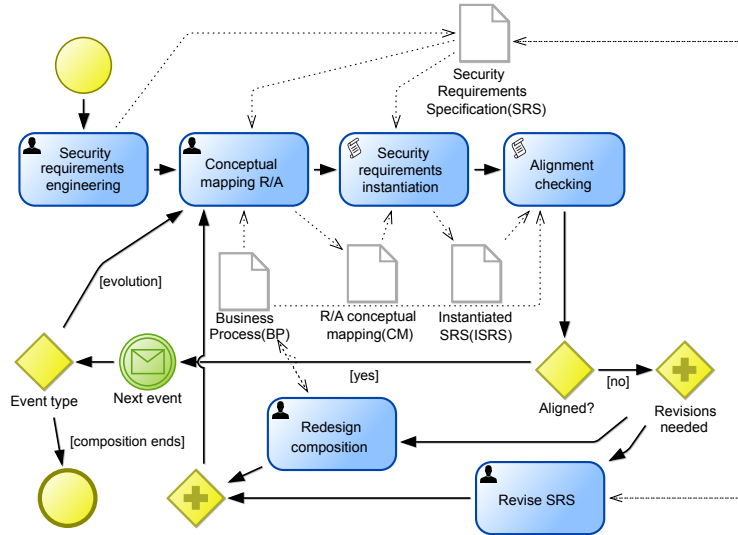 Security
Requirements
Specification(SRS)
Security
requirements
engineering
Conceptual
mapping R/A
Security
requirements
instantiation
Alignment
checking
[evolution]
Business
Process(BP)
R/A conceptual
mapping(CM)
Instantiated
SRS(ISRS)
Event type
Next event
[yes]
Aligned?
[no]
Revisions
needed
[composition ends]
Redesign
composition
Revise SRS